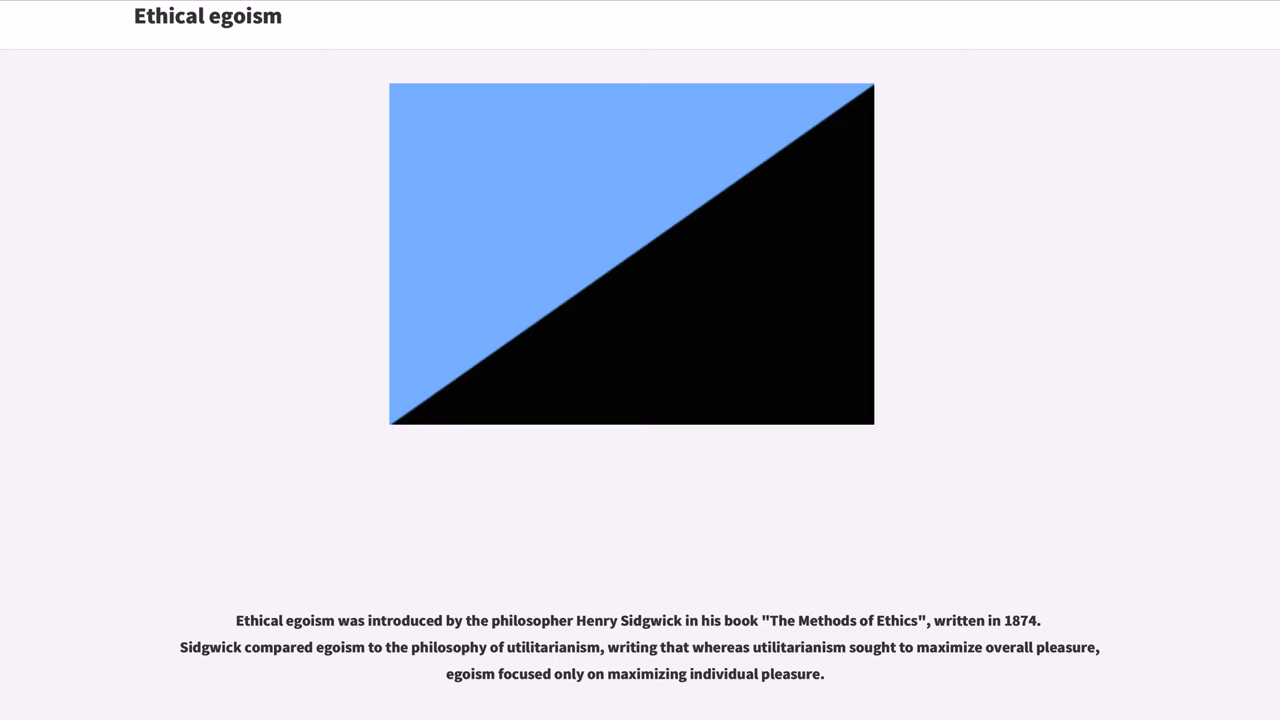 Ethical egoism
Ethical egoism was introduced by the philosopher Henry Sidgwick in his book "The Methods of Ethics", written in 1874.
Sidgwick compared egoism to the philosophy of utilitarianism, writing that whereas utilitarianism sought to maximize overall pleasure,
egoism focused only on maximizing individual pleasure.